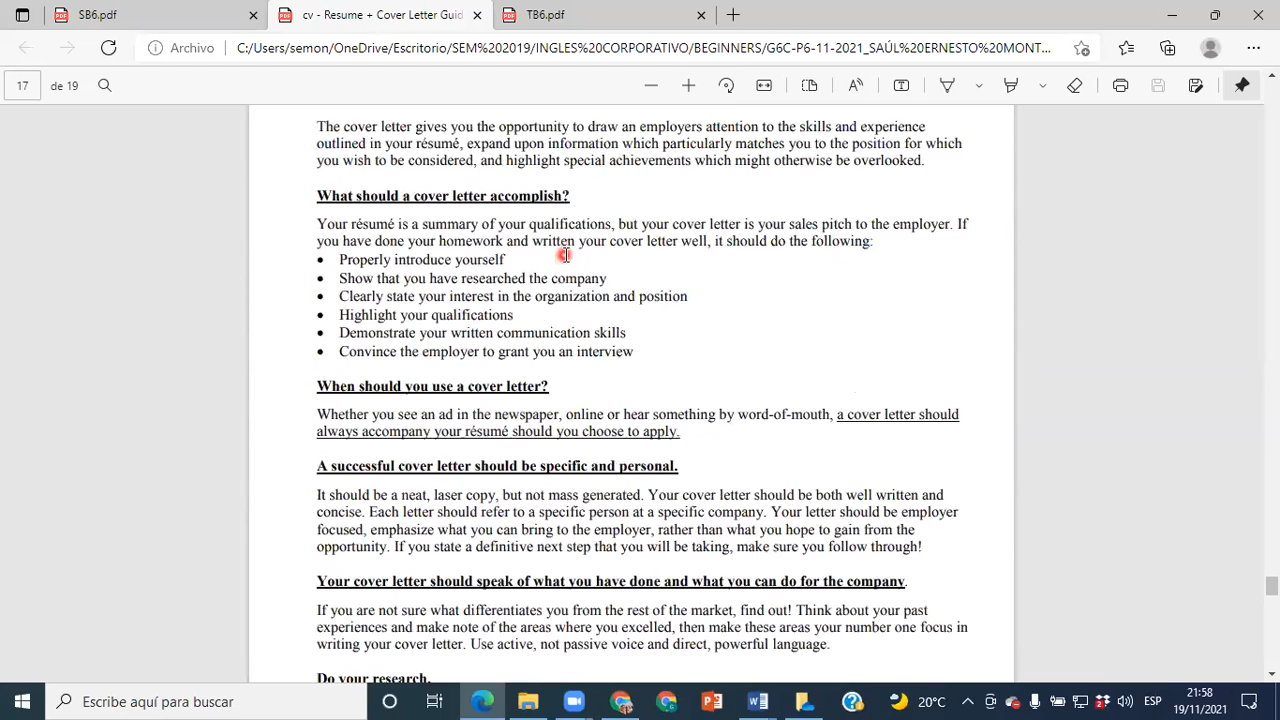 SB6.pdf
cv - Resume + Cover Letter Guid
TB6.pdf
Archivo
C:/Users/semon/OneDrive/Escritorio/SEM%202019/INGLES%20CORPORATIVO/BEGINNERS/G6C-P6-11-2021_SAÚL%20ERNESTO%20MONT...
17
de 19
The cover letter gives you the opportunity to draw an employers attention to the skills and experience
outlined in your résumé, expand upon information which particularly matches you to the position for which
you wish to be considered, and highlight special achievements which might otherwise be overlooked.
What should a cover letter accomplish?
Your résumé is a summary of your qualifications, but your cover letter is your sales pitch to the employer. If
you have done your homework and written your cover letter well, it should do the following:
• Properly introduce yourself
• Show that you have researched the company
• Clearly state your interest in the organization and position
• Highlight your qualifications
• Demonstrate your written communication skills
• Convince the employer to grant you an interview
When should you use a cover letter?
Whether you see an ad in the newspaper, online or hear something by word-of-mouth, a cover letter should
always accompany your résumé should you choose to apply.
A successful cover letter should be specific and personal.
It should be a neat, laser copy, but not mass generated. Your cover letter should be both well written and
concise. Each letter should refer to a specific person at a specific company. Your letter should be employer
focused, emphasize what you can bring to the employer, rather than what you hope to gain from the
opportunity. If you state a definitive next step that you will be taking, make sure you follow through!
Your cover letter should speak of what you have done and what you can do for the company.
If you are not sure what differentiates you from the rest of the market, find out! Think about your past
experiences and make note of the areas where you excelled, then make these areas your number one focus in
writing your cover letter. Use active, not passive voice and direct, powerful language.
Do your research.
Escribe aquí para buscar
20°C
ESP
21:58
19/11/2021